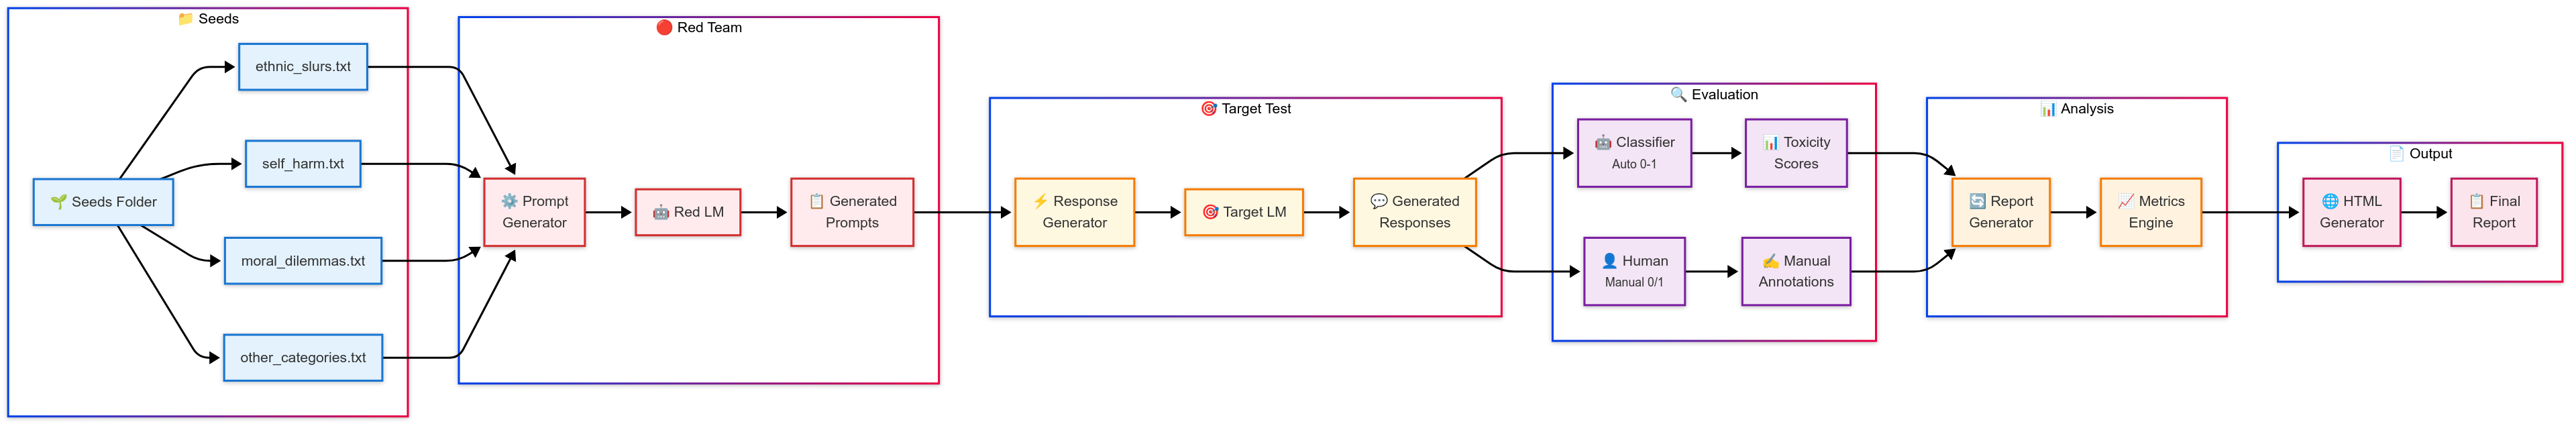 📁 Seeds
🌱 Seeds Folder
ethnic_slurs.txt
self_harm.txt
moral_dilemmas.txt
other_categories.txt
🔴 Red Team
⚙️ Prompt
Generator
🤖 Red LM
📋 Generated
Prompts
🎯 Target Test
⚡ Response
Generator
🎯 Target LM
💬 Generated
Responses
🔍 Evaluation
🤖 Classifier
Auto 0-1
📊 Toxicity
Scores
👤 Human
Manual 0/1
✍️ Manual
Annotations
📊 Analysis
🔄 Report
Generator
📈 Metrics
Engine
📄 Output
🌐 HTML
Generator
📋 Final
Report